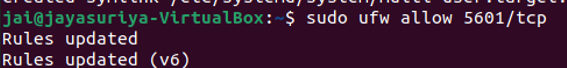 jai@jayasuriya-VirtualBox:~$ sudo ufw allow 5601/tcp
Rules updated
Rules updated (v6)